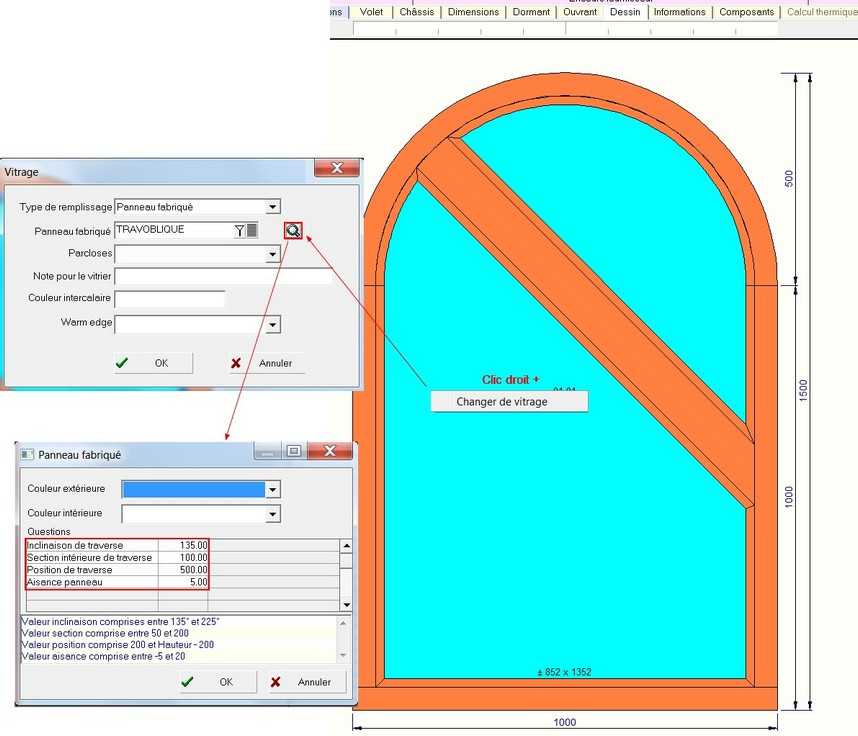 ns Volet Châssis Dimensions Dormant Ouvrant Dessin Informations Composants Calcul thermique
500
1500
1000
Vitrage
Type de remplissage Panneau fabriqué
Panneau fabriqué TRAVOBLIQUE
Parcloses
Note pour le vitrier
Couleur intercalaire
Warm edge
OK Annuler
Clic droit +
Changer de vitrage
Panneau fabriqué
Couleur extérieure
Couleur intérieure
Questions
Inclinaison de traverse 135.00
Section intérieure de traverse 100.00
Position de traverse 500.00
Aisance panneau 5.00
Valeur inclinaison comprises entre 135° et 225°
Valeur section comprise entre 50 et 200
Valeur position comprise 200 et Hauteur - 200
Valeur aisance comprise entre -5 et 20
OK Annuler
± 852 x 1352
1000